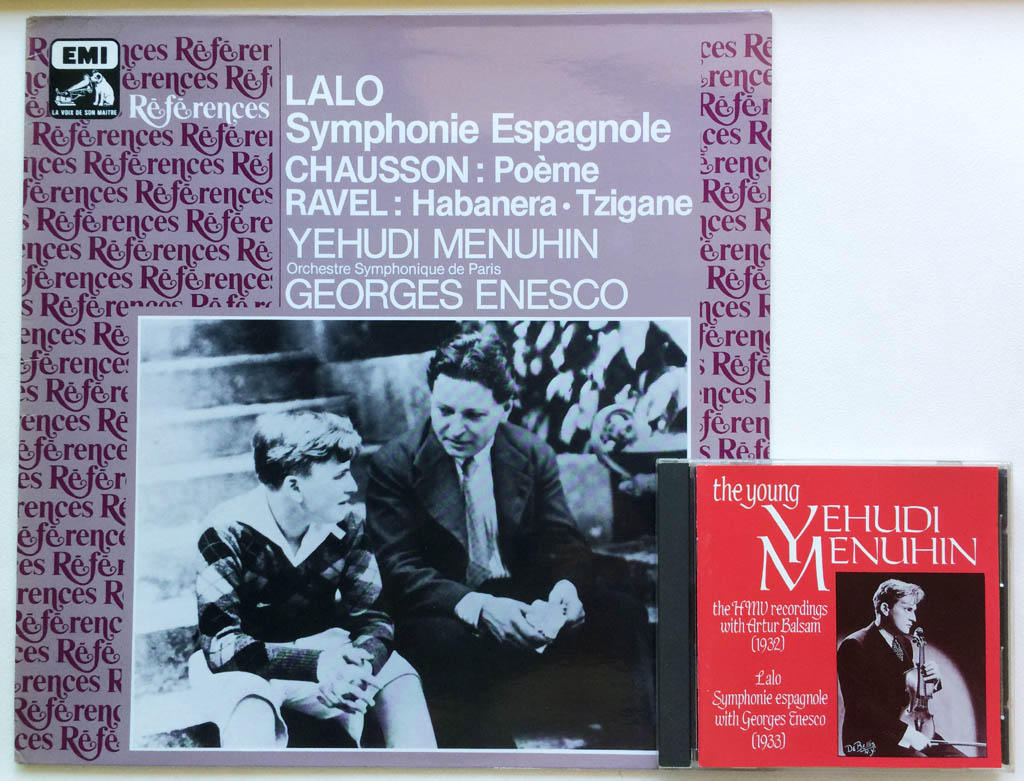 EMI
LA VOIX DE SON MAITRE
Références
LALO
Symphonie Espagnole
CHAUSSON : Poème
RAVEL : Habanera • Tzigane
YEHUDI MENUHIN
Orchestre Symphonique de Paris
GEORGES ENESCO
the young
YEHUDI
MENUHIN
the HMV recordings
with Artur Balsam
(1932)
Lalo
Symphonie espagnole
with Georges Enesco
(1933)